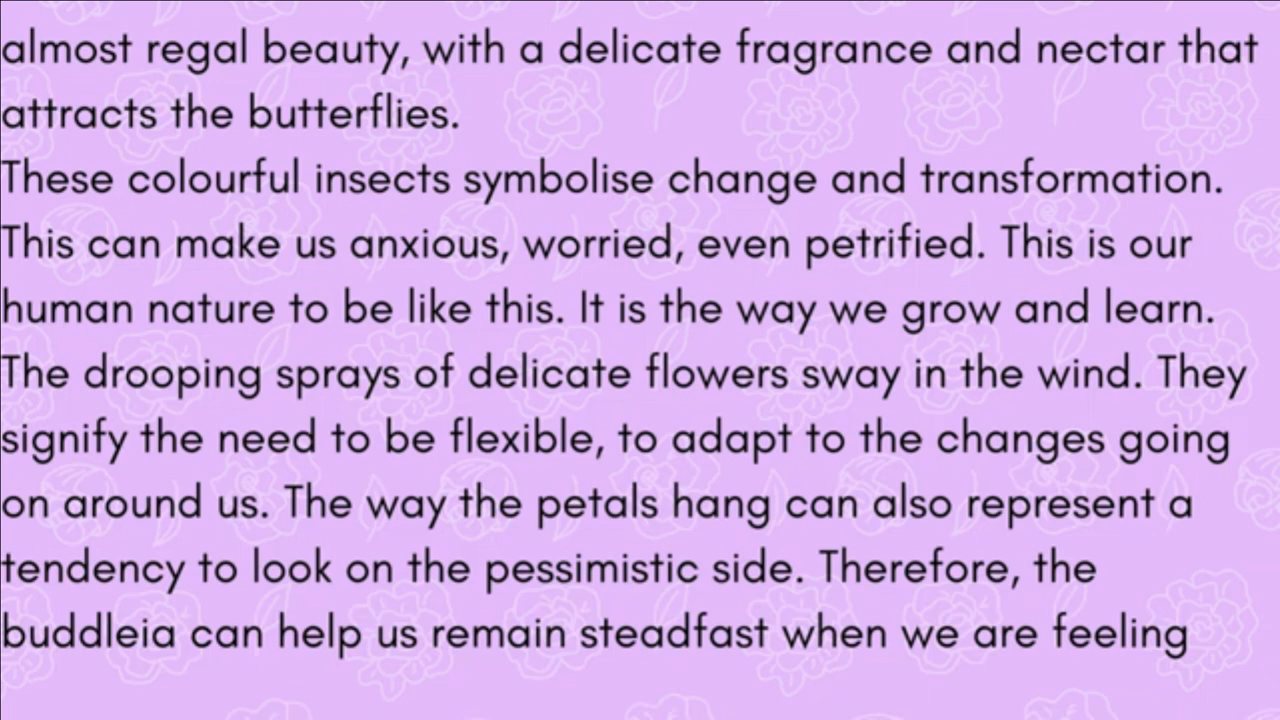 almost regal beauty, with a delicate fragrance and nectar that
attracts the butterflies.
These colourful insects symbolise change and transformation.
This can make us anxious, worried, even petrified. This is our
human nature to be like this. It is the way we grow and learn.
The drooping sprays of delicate flowers sway in the wind. They
signify the need to be flexible, to adapt to the changes going
on around us. The way the petals hang can also represent a
tendency to look on the pessimistic side. Therefore, the
buddleia can help us remain steadfast when we are feeling